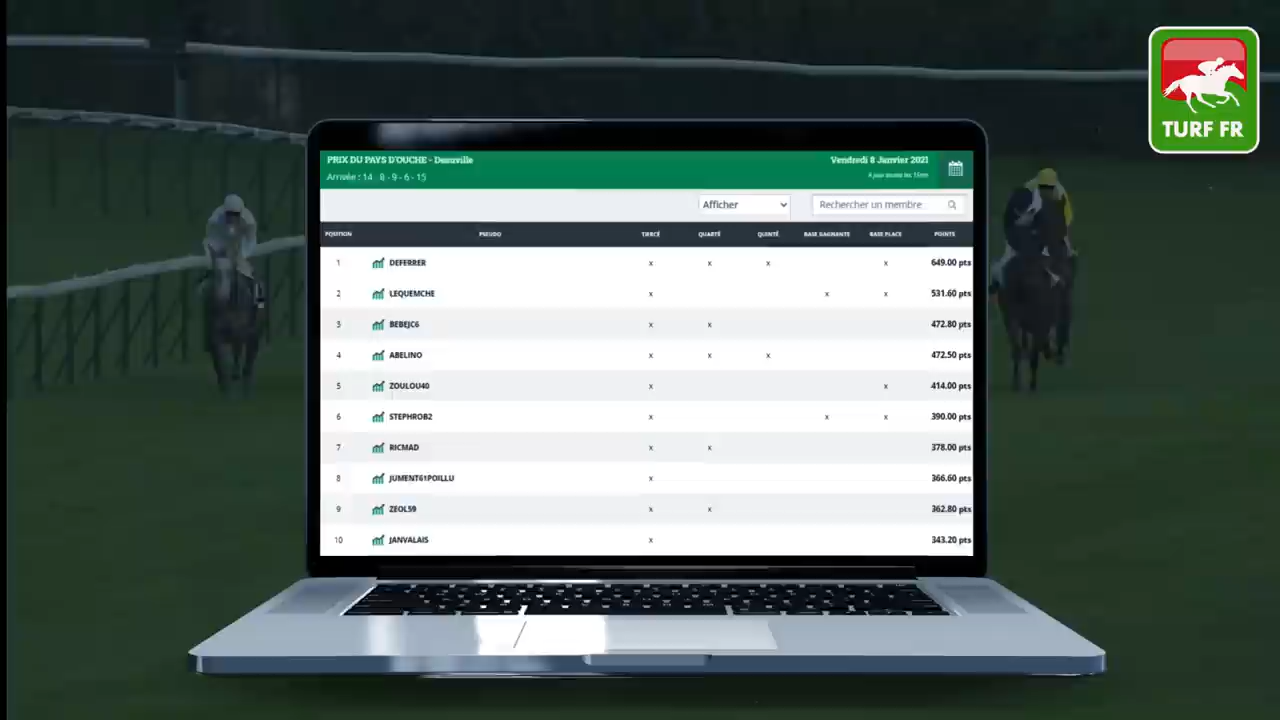 TURF FR
PRIX DU PAYS D'OUCHE - Deauville
Vendredi 8 Janvier 2021
Arrivée : 14 - 8 - 9 - 6 - 15
Afficher
Rechercher un membre
POSITION PSEUDO TIERCÉ QUARTÉ QUINTÉ BASE GAGNANTE BASE PLACE POINTS
1 DEFERRER x x x x 649.00 pts
2 LEQUEMCHE x x x 531.60 pts
3 BEBEJC6 x x 472.80 pts
4 ABELINO x x x 472.50 pts
5 ZOULOU40 x x 414.00 pts
6 STEPHROB2 x x x 390.00 pts
7 RICMAD x x 378.00 pts
8 JUMENT61POILLU x 366.60 pts
9 ZEOL59 x x 362.80 pts
10 JANVALAIS x 343.20 pts